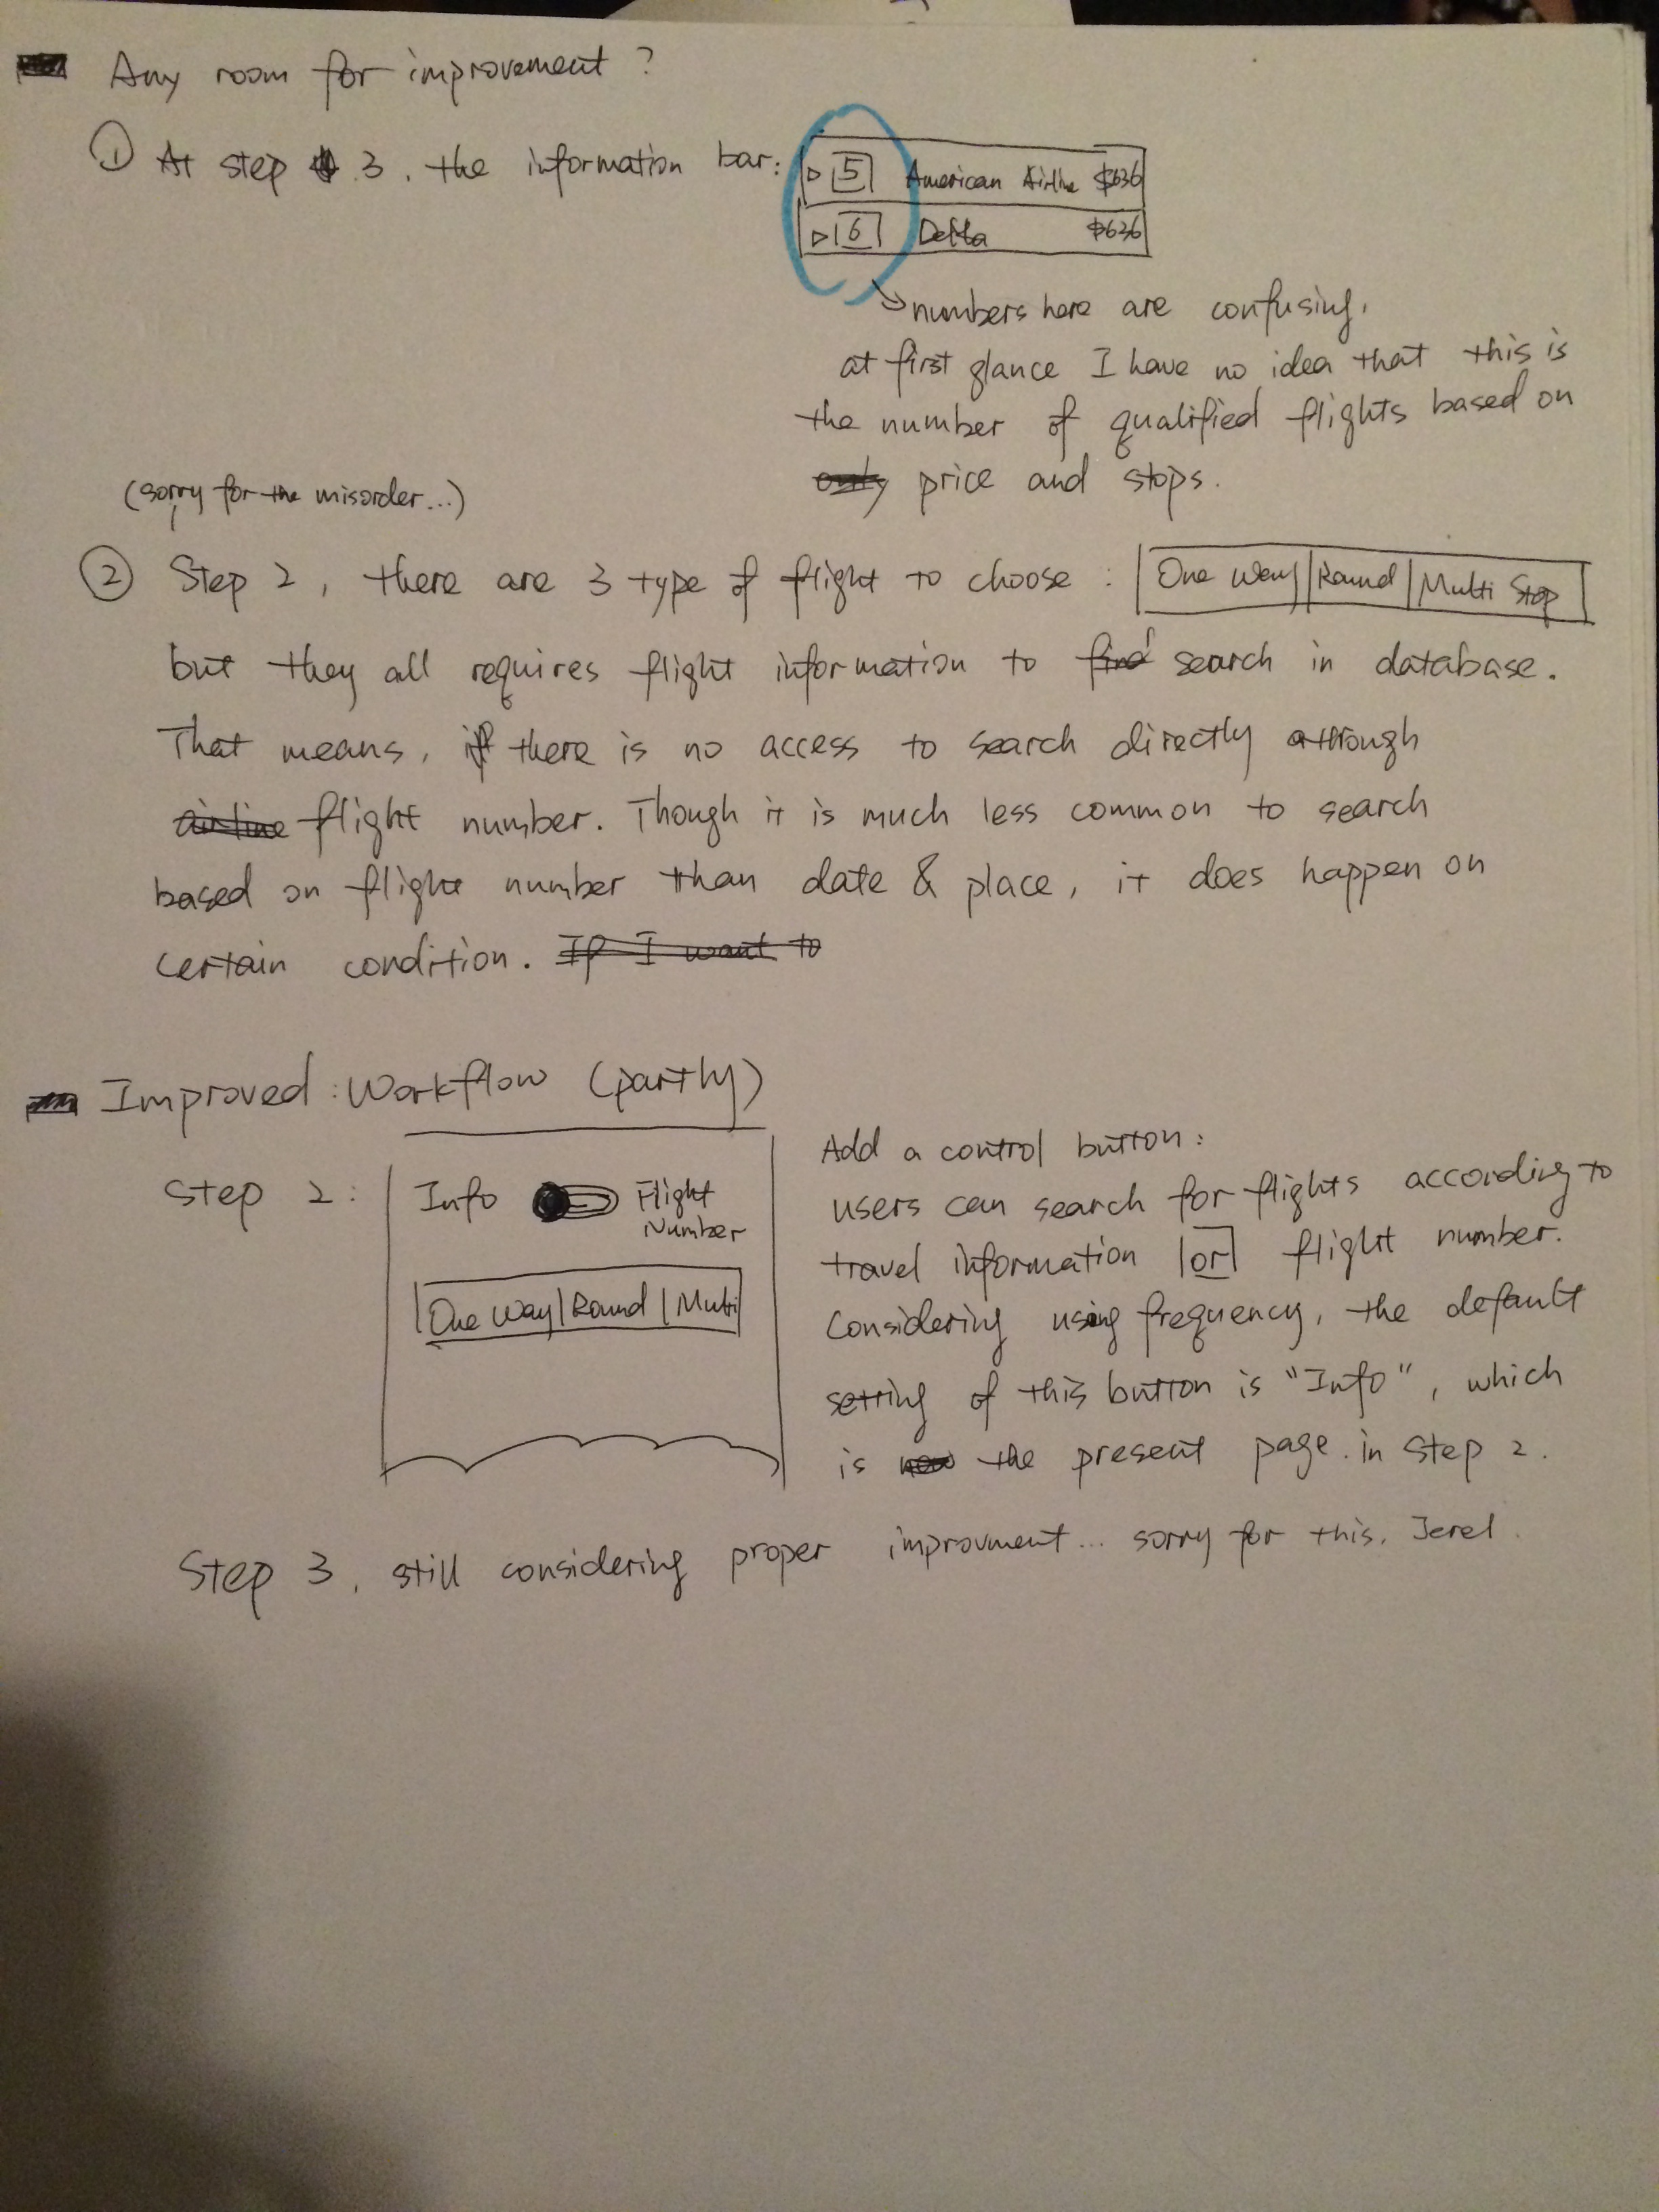 Any room for improvement ?
① At step 3, the information bar:
▷ 5 American Airline $636
▷ 6 Delta $636
numbers here are confusing,
at first glance I have no idea that this is
the number of qualified flights based on
only price and stops.
(sorry for the misorder...)
② Step 2, there are 3 type of flight to choose : One Way | Round | Multi Stop
but they all requires flight information to find search in database.
That means, if there is no access to search directly through
airline flight number. Though it is much less common to search
based on flight number than date & place, it does happen on
certain condition. If I want to
Improved : Workflow (partly)
Step 2 :
Info Flight
Number
One Way | Round | Multi
Add a control button :
users can search for flights according to
travel information or flight number.
Considering using frequency, the default
setting of this button is "Info", which
is now the present page. in Step 2.
Step 3, still considering proper improvment... sorry for this, Jerel.